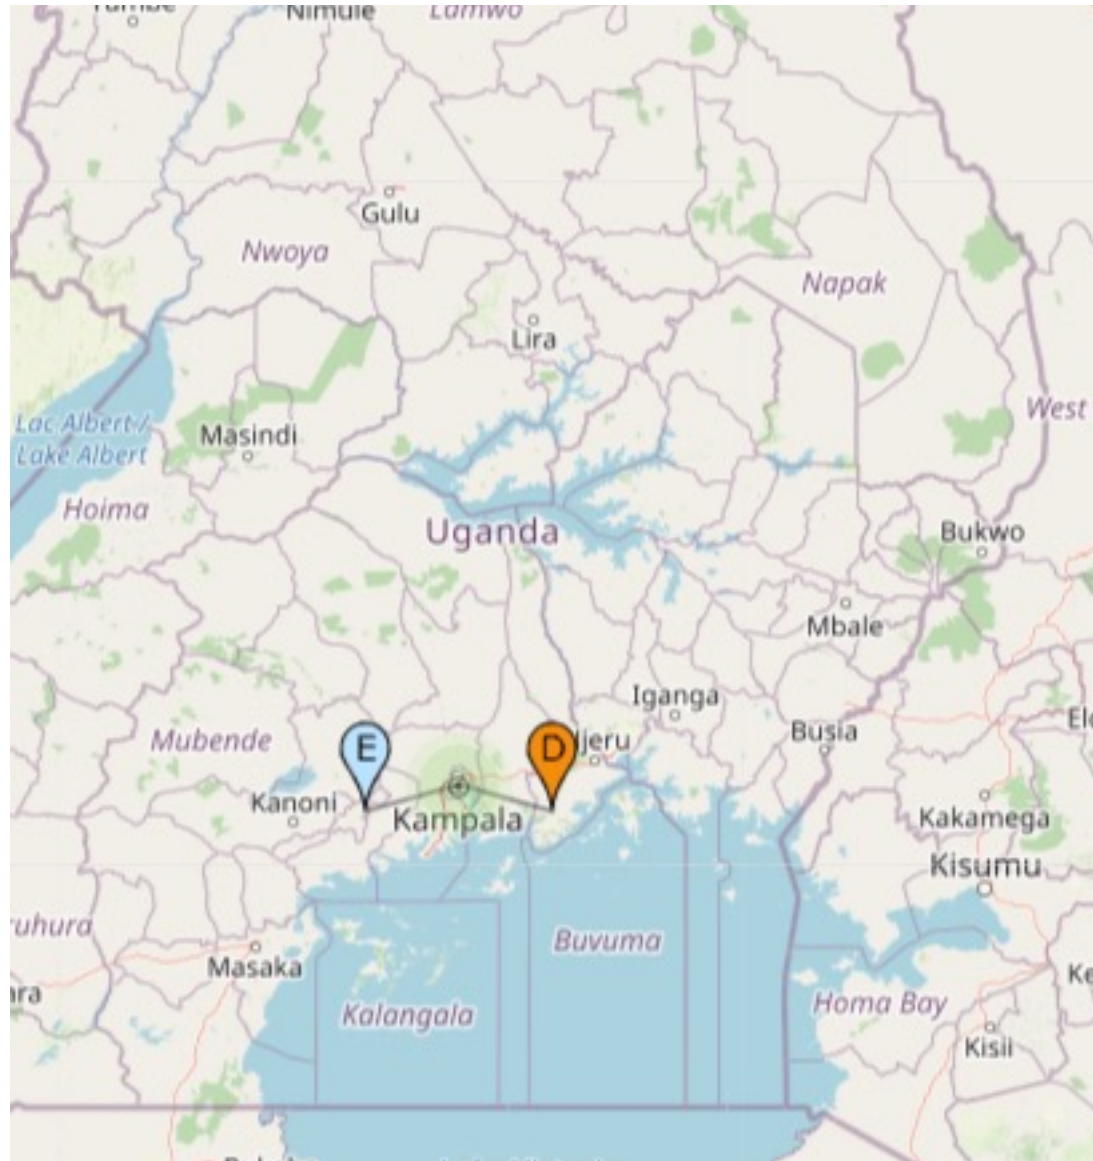 Nimule
Lamwo
Gulu
Nwoya
Napak
Lira
Lac Albert /
Lake Albert
Masindi
West
Hoima
Uganda
Bukwo
Mbale
Iganga
Mubende
E
D
Busia
Kanoni
Kampala
Kakamega
Kisumu
Buvuma
Masaka
Kalangala
Homa Bay
Kisii